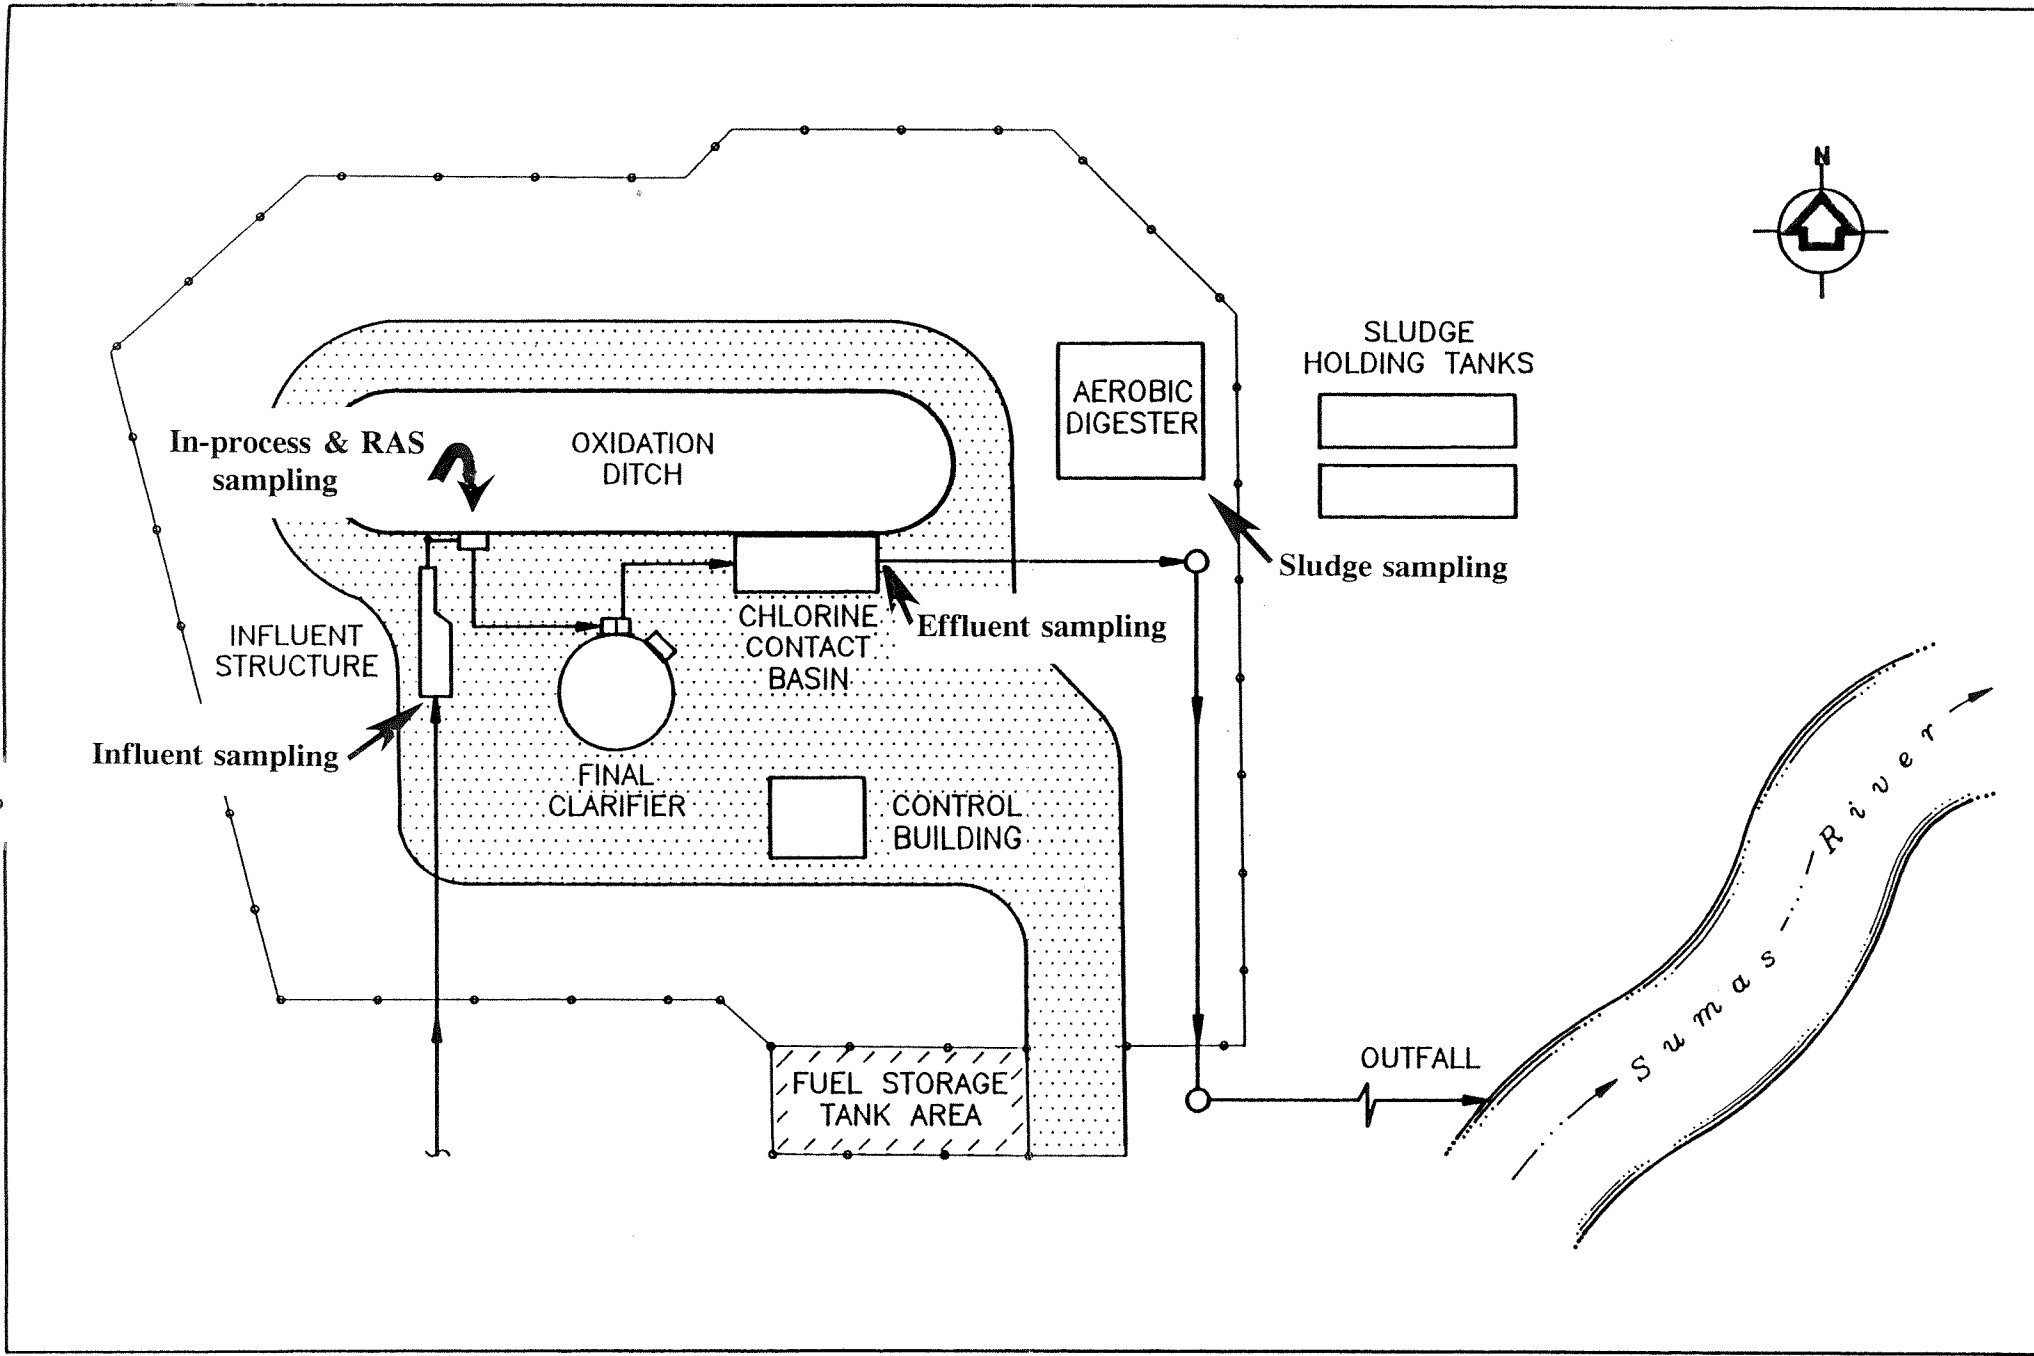 N
SLUDGE
HOLDING TANKS
AEROBIC
DIGESTER
In-process & RAS
sampling
OXIDATION
DITCH
Sludge sampling
CHLORINE
CONTACT
BASIN
Effluent sampling
INFLUENT
STRUCTURE
Influent sampling
FINAL
CLARIFIER
CONTROL
BUILDING
Sumas River
OUTFALL
FUEL STORAGE
TANK AREA